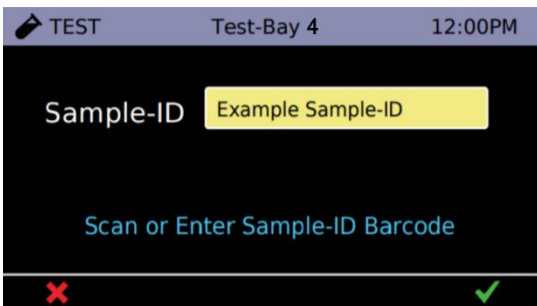 TEST Test-Bay 4 12:00PM
Sample-ID Example Sample-ID
Scan or Enter Sample-ID Barcode